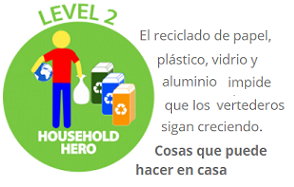 LEVEL 2
HOUSEHOLD
HERO
El reciclado de papel,
plástico, vidrio y
aluminio impide
que los vertederos
sigan creciendo.
Cosas que puede
hacer en casa